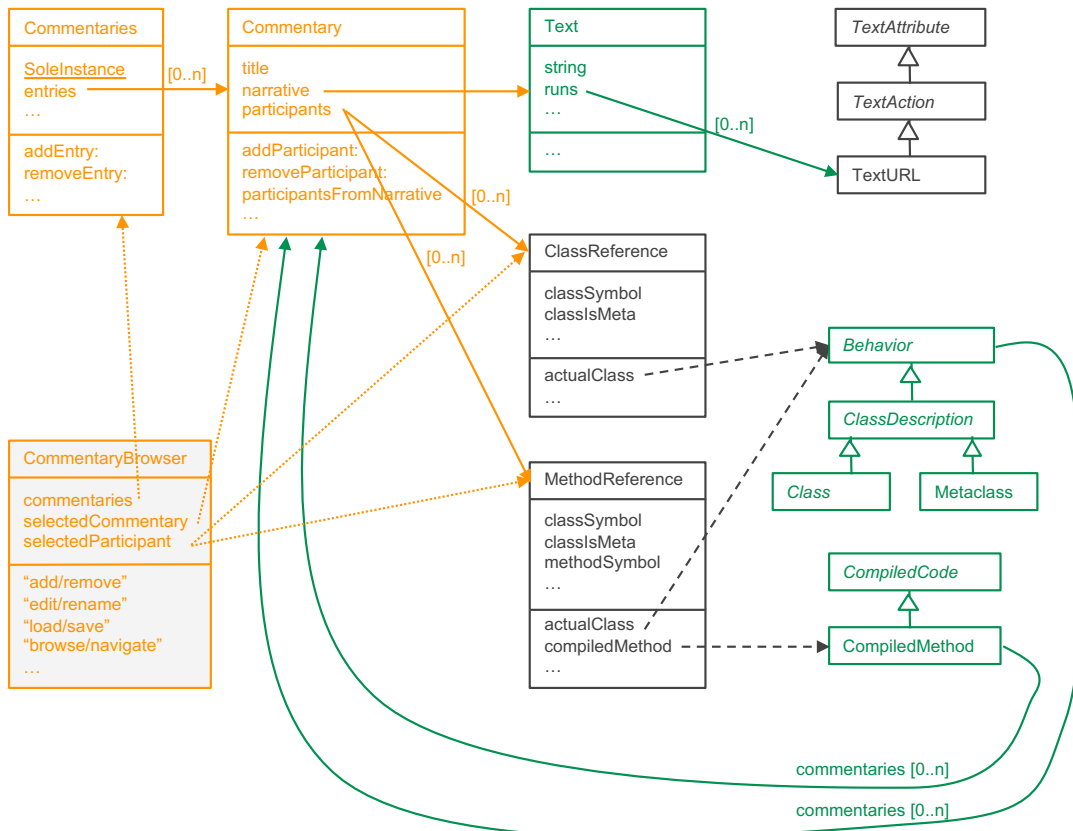 Commentaries
SoleInstance
entries
…
addEntry:
removeEntry:
…
[0..n]
Commentary
title
narrative
participants
addParticipant:
removeParticipant:
participantsFromNarrative
…
[0..n]
[0..n]
Text
string
runs
…
…
[0..n]
TextAttribute
TextAction
TextURL
ClassReference
classSymbol
classIsMeta
actualClass
…
Behavior
ClassDescription
Class
Metaclass
CommentaryBrowser
commentaries
selectedCommentary
selectedParticipant
“add/remove”
“edit/rename”
“load/save”
“browse/navigate”
…
MethodReference
classSymbol
classIsMeta
methodSymbol
…
actualClass
compiledMethod
…
CompiledCode
CompiledMethod
commentaries [0..n]
commentaries [0..n]